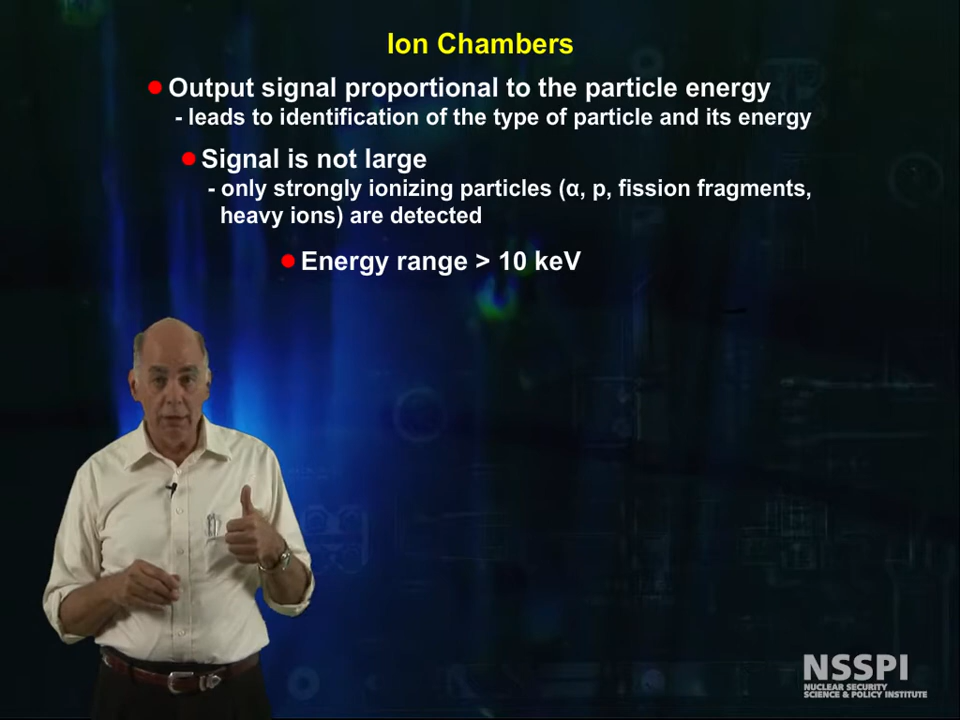 Ion Chambers
● Output signal proportional to the particle energy
- leads to identification of the type of particle and its energy
● Signal is not large
- only strongly ionizing particles (α, p, fission fragments,
heavy ions) are detected
● Energy range > 10 keV
NSSPI
NUCLEAR SECURITY
SCIENCE & POLICY INSTITUTE